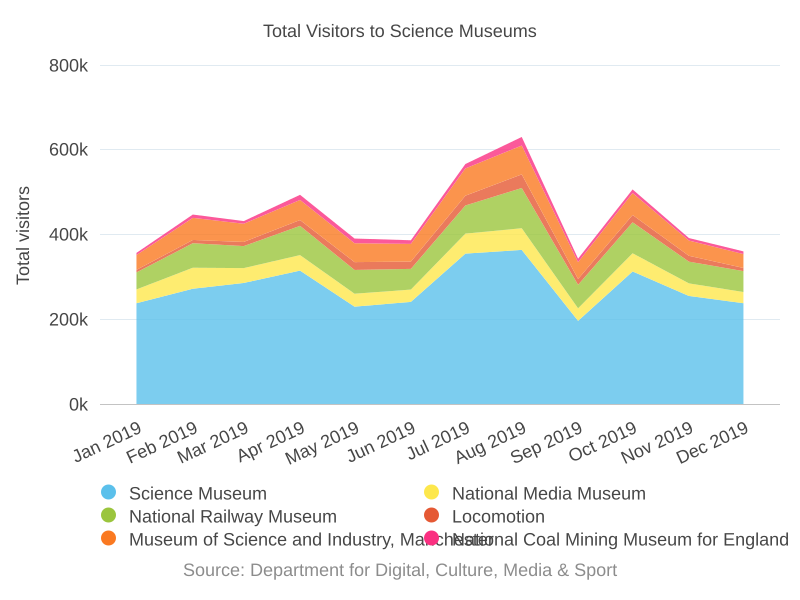 Total Visitors to Science Museums
800k
600k
400k
200k
0k
Total visitors
Jan 2019
Feb 2019
Mar 2019
Apr 2019
May 2019
Jun 2019
Jul 2019
Aug 2019
Sep 2019
Oct 2019
Nov 2019
Dec 2019
Science Museum
National Media Museum
National Railway Museum
Locomotion
Museum of Science and Industry, Manchester
National Coal Mining Museum for England
Source: Department for Digital, Culture, Media & Sport